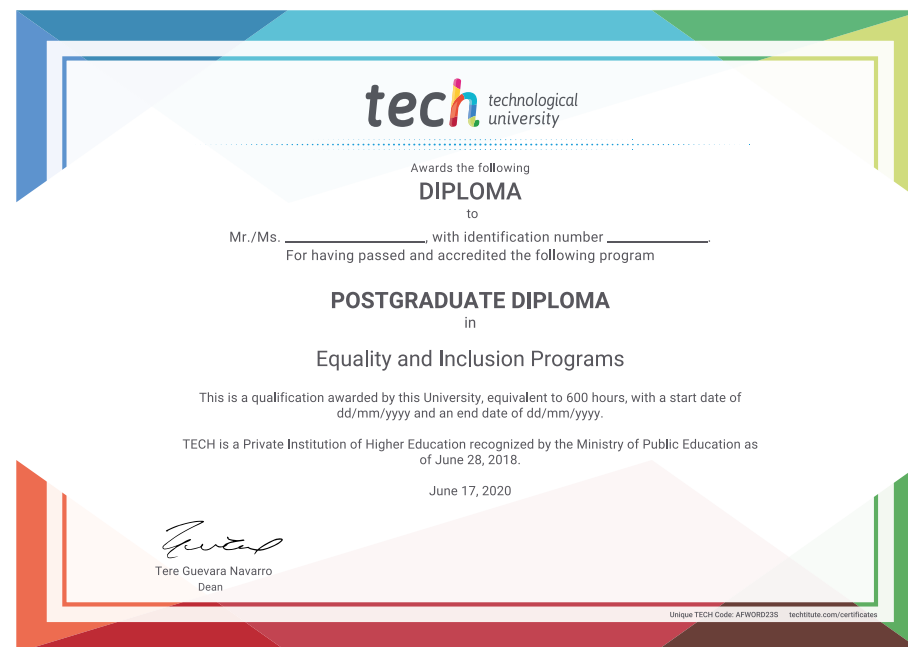 tech technological
university
Awards the following
DIPLOMA
to
Mr./Ms. ____________________, with identification number ______________.
For having passed and accredited the following program
POSTGRADUATE DIPLOMA
in
Equality and Inclusion Programs
This is a qualification awarded by this University, equivalent to 600 hours, with a start date of
dd/mm/yyyy and an end date of dd/mm/yyyy.
TECH is a Private Institution of Higher Education recognized by the Ministry of Public Education as
of June 28, 2018.
June 17, 2020
Tere Guevara Navarro
Dean
Unique TECH Code: AFWORD23S techtitute.com/certificates